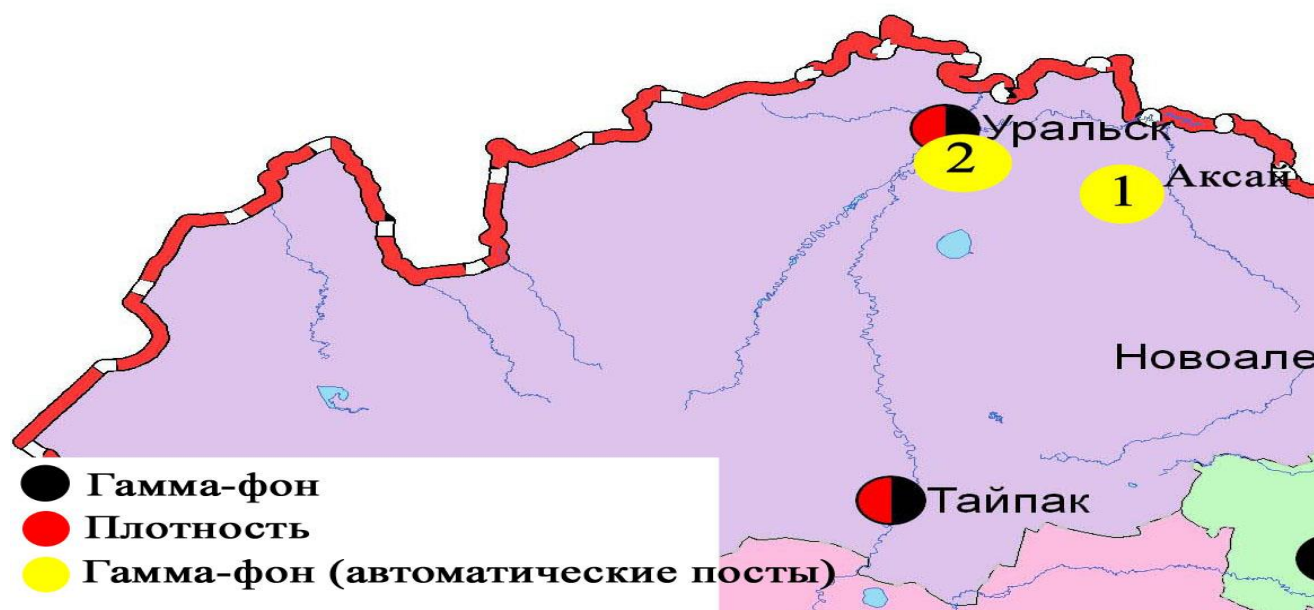 Уральск
2
1
Аксай
Новоале
Тайпак
Гамма-фон
Плотность
Гамма-фон (автоматические посты)